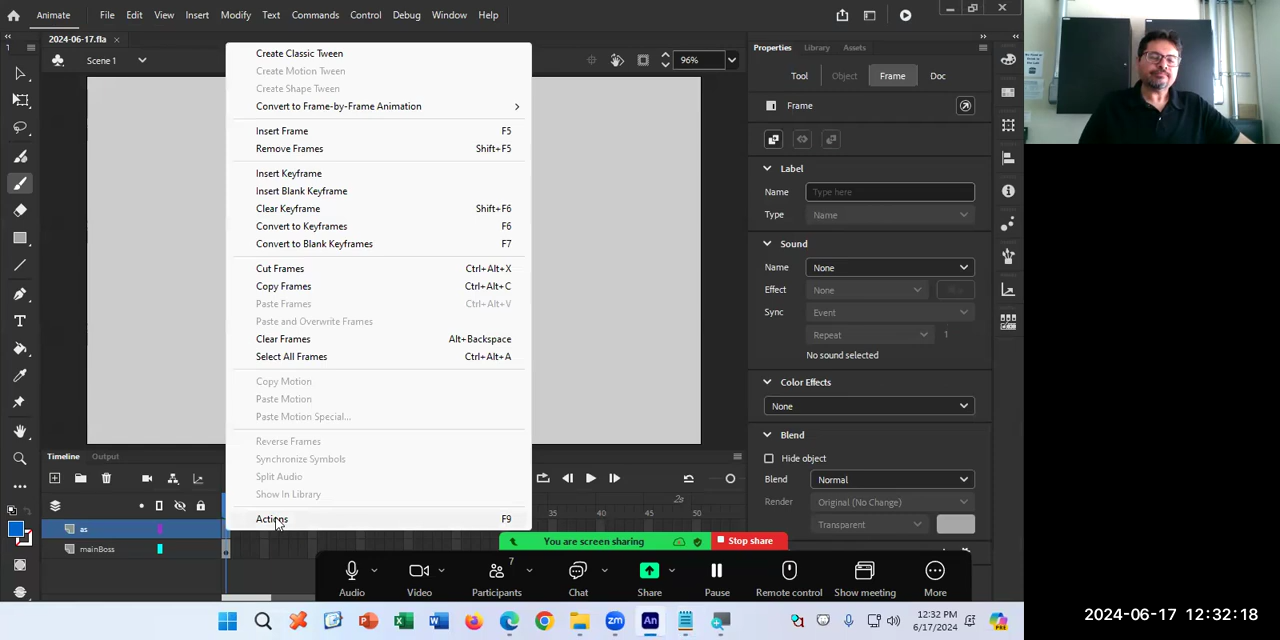 Animate File Edit View Insert Modify Text Commands Control Debug Window Help
2024-06-17.fla
Scene 1
96%
Create Classic Tween
Create Motion Tween
Create Shape Tween
Convert to Frame-by-Frame Animation
Insert Frame F5
Remove Frames Shift+F5
Insert Keyframe
Insert Blank Keyframe
Clear Keyframe Shift+F6
Convert to Keyframes F6
Convert to Blank Keyframes F7
Cut Frames Ctrl+Alt+X
Copy Frames Ctrl+Alt+C
Paste Frames Ctrl+Alt+V
Paste and Overwrite Frames
Clear Frames Alt+Backspace
Select All Frames Ctrl+Alt+A
Copy Motion
Paste Motion
Paste Motion Special...
Reverse Frames
Synchronize Symbols
Split Audio
Show In Library
Actions F9
Properties Library Assets
Tool Object Frame Doc
Frame
Label
Name Type here
Type Name
Sound
Name None
Effect None
Sync Event
Repeat 1
No sound selected
Color Effects
None
Blend
Hide object
Blend Normal
Render Original (No Change)
Transparent
Timeline Output
2s
35 40 45 50
as
mainBoss
You are screen sharing Stop share
7
Audio Video Participants Chat Share Pause Remote control Show meeting More
12:32 PM
6/17/2024
2024-06-17 12:32:18